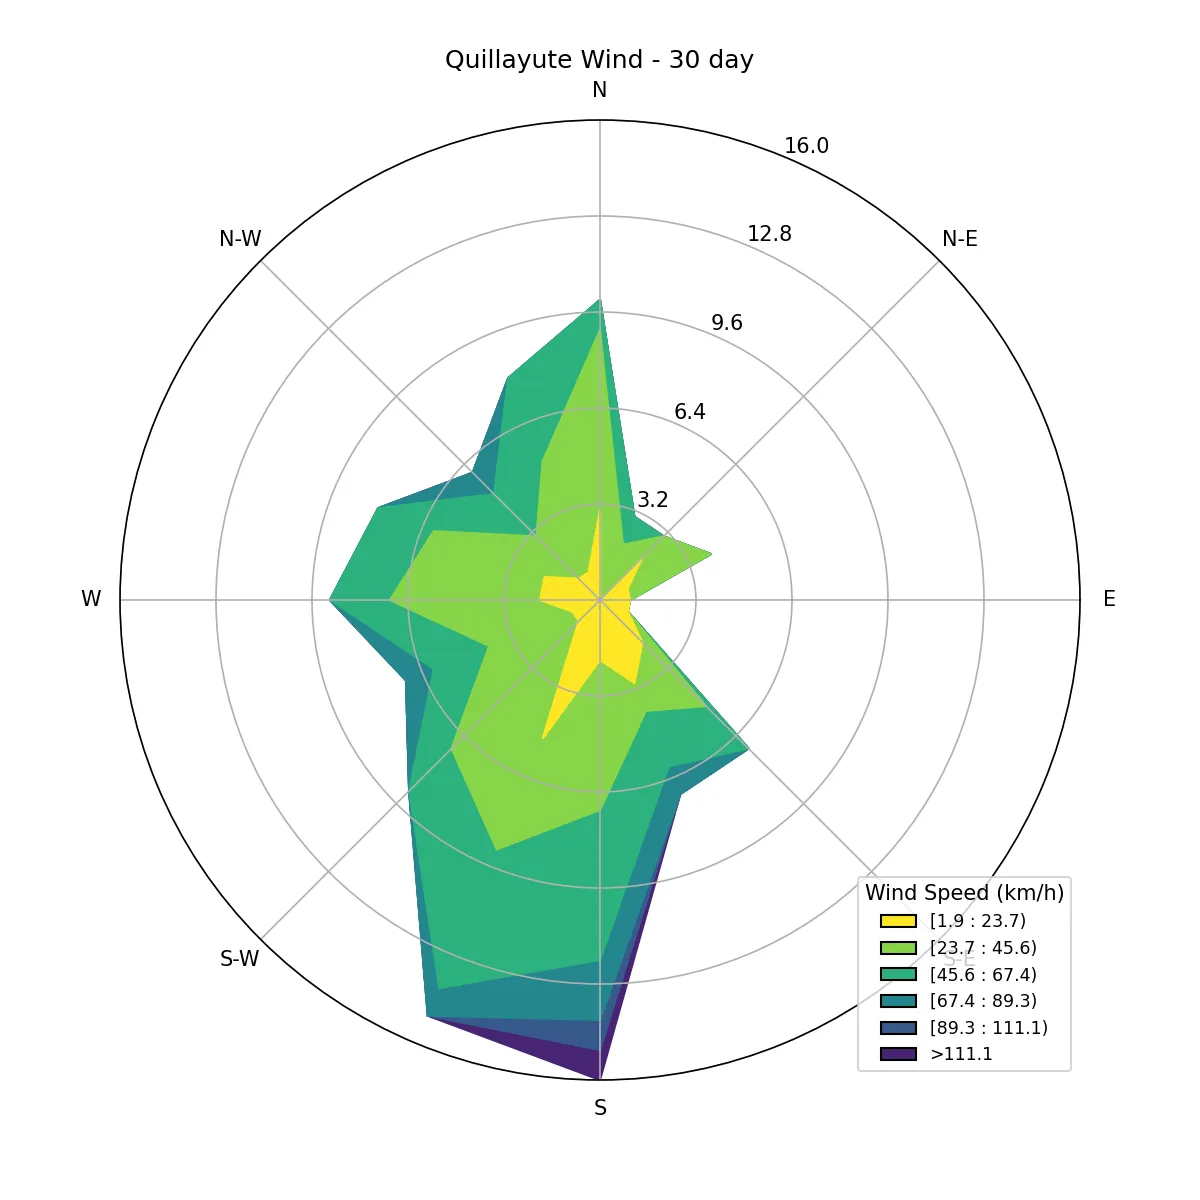 Quillayute Wind - 30 day
N
16.0
12.8
N-W
N-E
9.6
6.4
3.2
W
E
S-W
S-E
Wind Speed (km/h)
[1.9 : 23.7)
[23.7 : 45.6)
[45.6 : 67.4)
[67.4 : 89.3)
[89.3 : 111.1)
>111.1
S